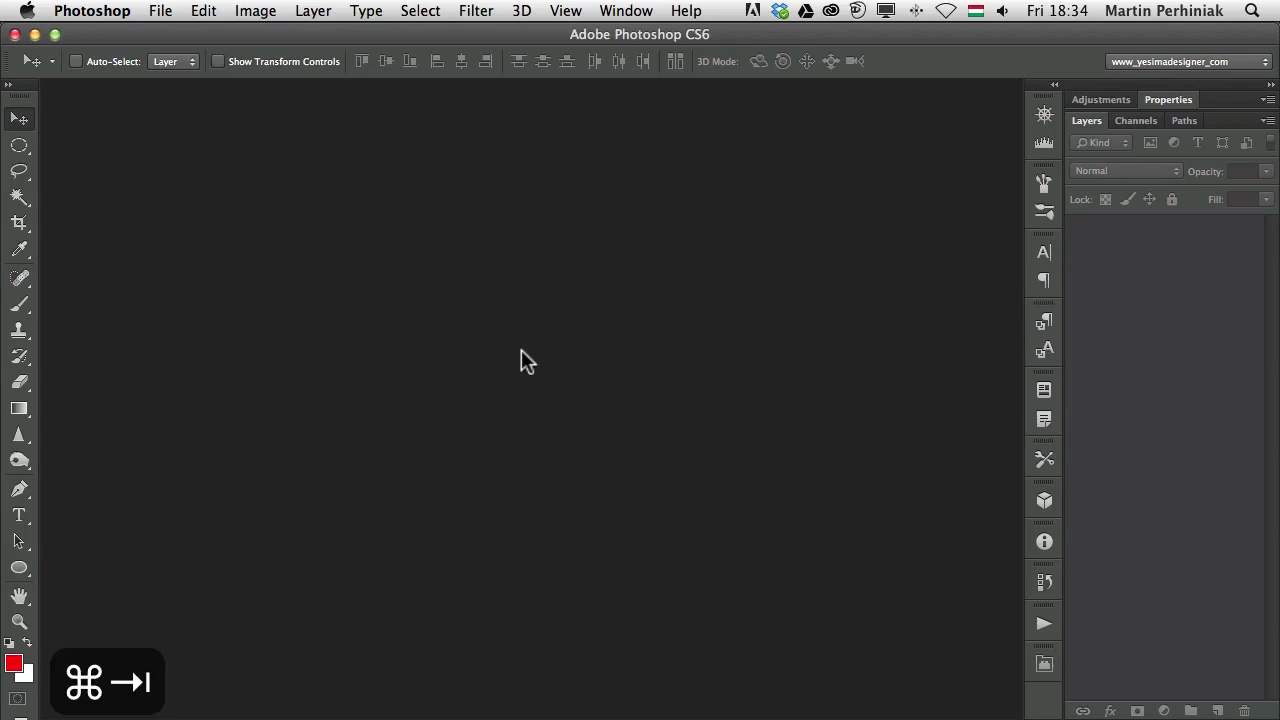 Photoshop File Edit Image Layer Type Select Filter 3D View Window Help Fri 18:34 Martin Perhiniak
Adobe Photoshop CS6
Auto-Select: Layer Show Transform Controls 3D Mode: www_yesimadesigner_com
Adjustments Properties
Layers Channels Paths
Kind
Normal Opacity:
Lock: Fill:
⌘ ⇥